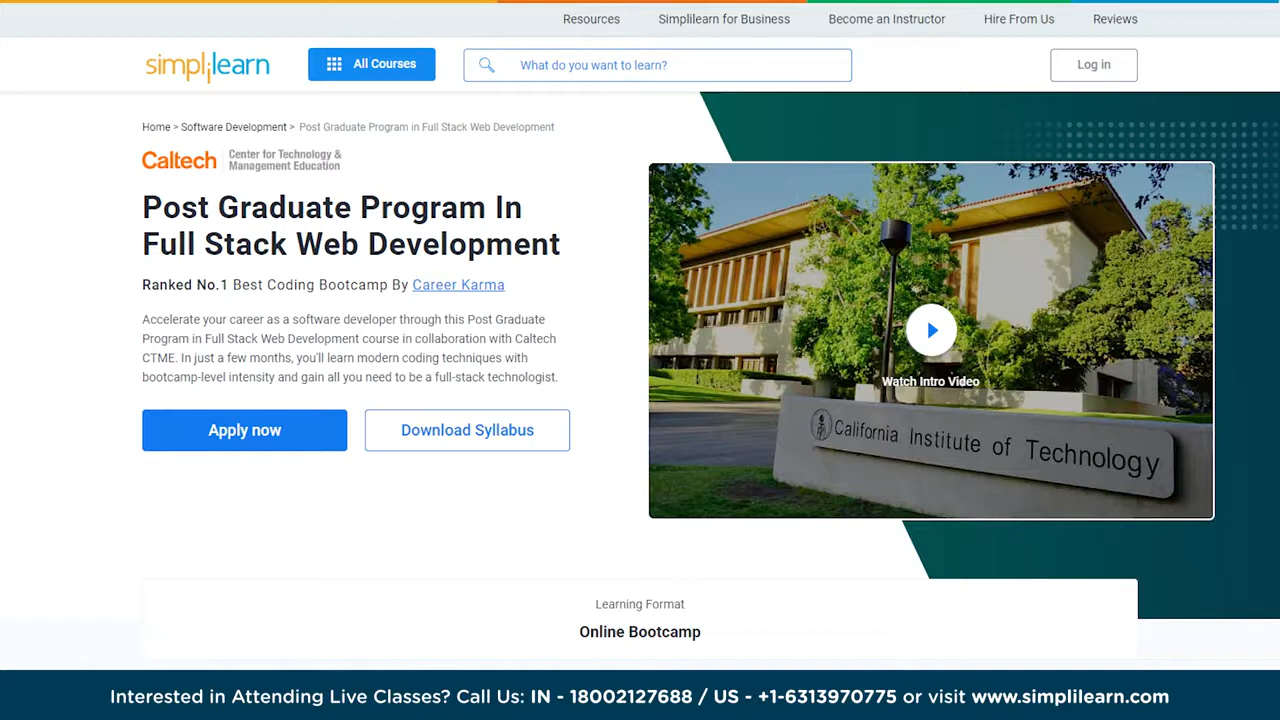 Resources Simplilearn for Business Become an Instructor Hire From Us Reviews
simplilearn All Courses What do you want to learn? Log in
Home > Software Development > Post Graduate Program in Full Stack Web Development
Caltech Center for Technology &
Management Education
Post Graduate Program In
Full Stack Web Development
Ranked No.1 Best Coding Bootcamp By Career Karma
Accelerate your career as a software developer through this Post Graduate
Program in Full Stack Web Development course in collaboration with Caltech
CTME. In just a few months, you'll learn modern coding techniques with
bootcamp-level intensity and gain all you need to be a full-stack technologist.
Apply now Download Syllabus
Watch Intro Video
California Institute of Technology
Learning Format
Online Bootcamp
Interested in Attending Live Classes? Call Us: IN - 18002127688 / US - +1-6313970775 or visit www.simplilearn.com